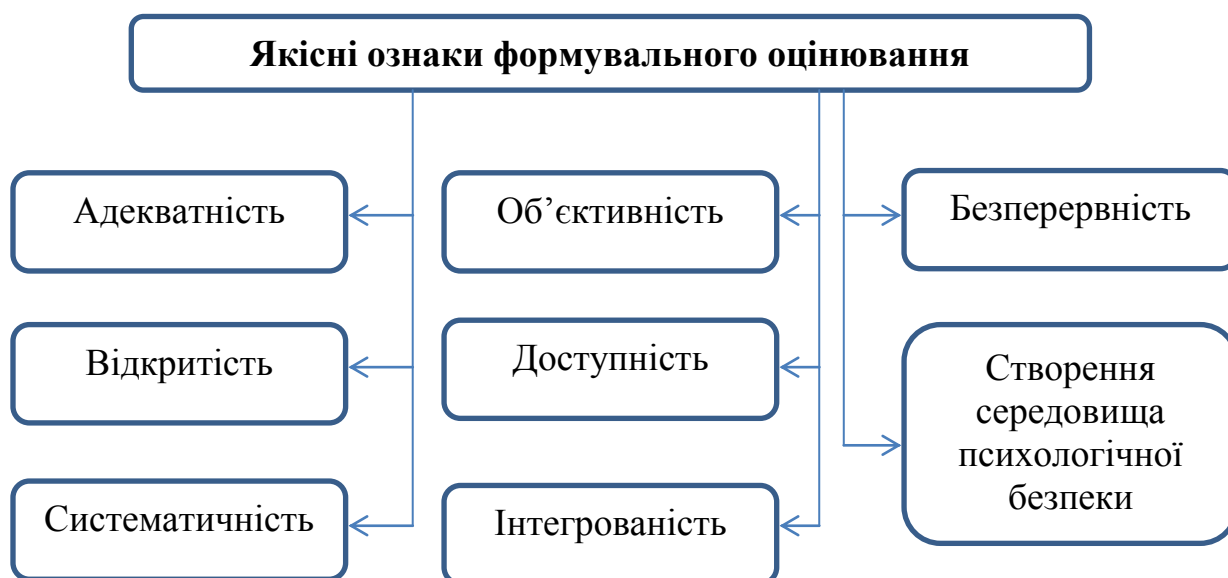 Якісні ознаки формувального оцінювання
Адекватність
Об’єктивність
Безперервність
Відкритість
Доступність
Створення
середовища
психологічної
безпеки
Систематичність
Інтегрованість